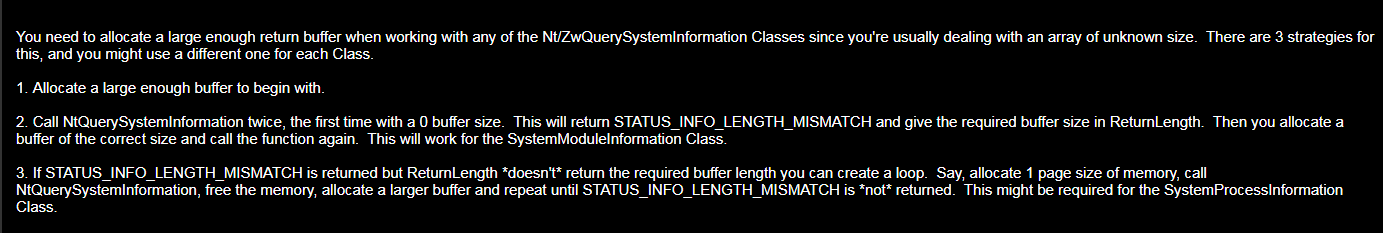 You need to allocate a large enough return buffer when working with any of the Nt/ZwQuerySystemInformation Classes since you're usually dealing with an array of unknown size.  There are 3 strategies for
this, and you might use a different one for each Class.
1. Allocate a large enough buffer to begin with.
2. Call NtQuerySystemInformation twice, the first time with a 0 buffer size.  This will return STATUS_INFO_LENGTH_MISMATCH and give the required buffer size in ReturnLength.  Then you allocate a
buffer of the correct size and call the function again.  This will work for the SystemModuleInformation Class.
3. If STATUS_INFO_LENGTH_MISMATCH is returned but ReturnLength *doesn't* return the required buffer length you can create a loop.  Say, allocate 1 page size of memory, call
NtQuerySystemInformation, free the memory, allocate a larger buffer and repeat until STATUS_INFO_LENGTH_MISMATCH is *not* returned.  This might be required for the SystemProcessInformation
Class.